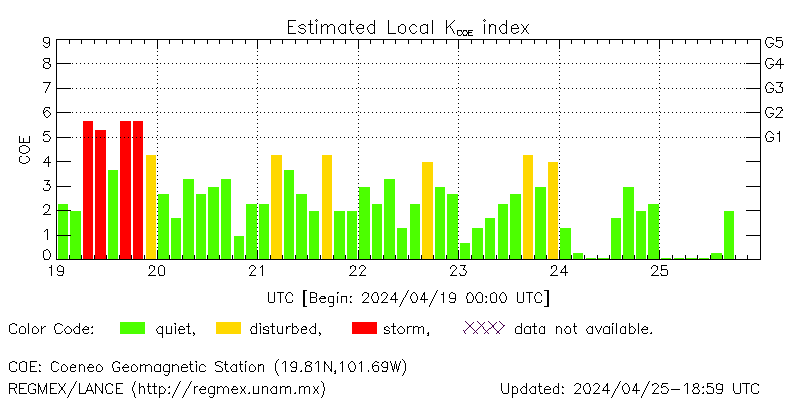 Estimated Local KCOE index
9 G5
8 G4
7 G3
6 G2
5 G1
4
3
2
1
0
COE
19 20 21 22 23 24 25
UTC [Begin: 2024/04/19 00:00 UTC]
Color Code: quiet, disturbed, storm, data not available.
COE: Coeneo Geomagnetic Station (19.81N,101.69W)
REGMEX/LANCE (http://regmex.unam.mx) Updated: 2024/04/25-18:59 UTC